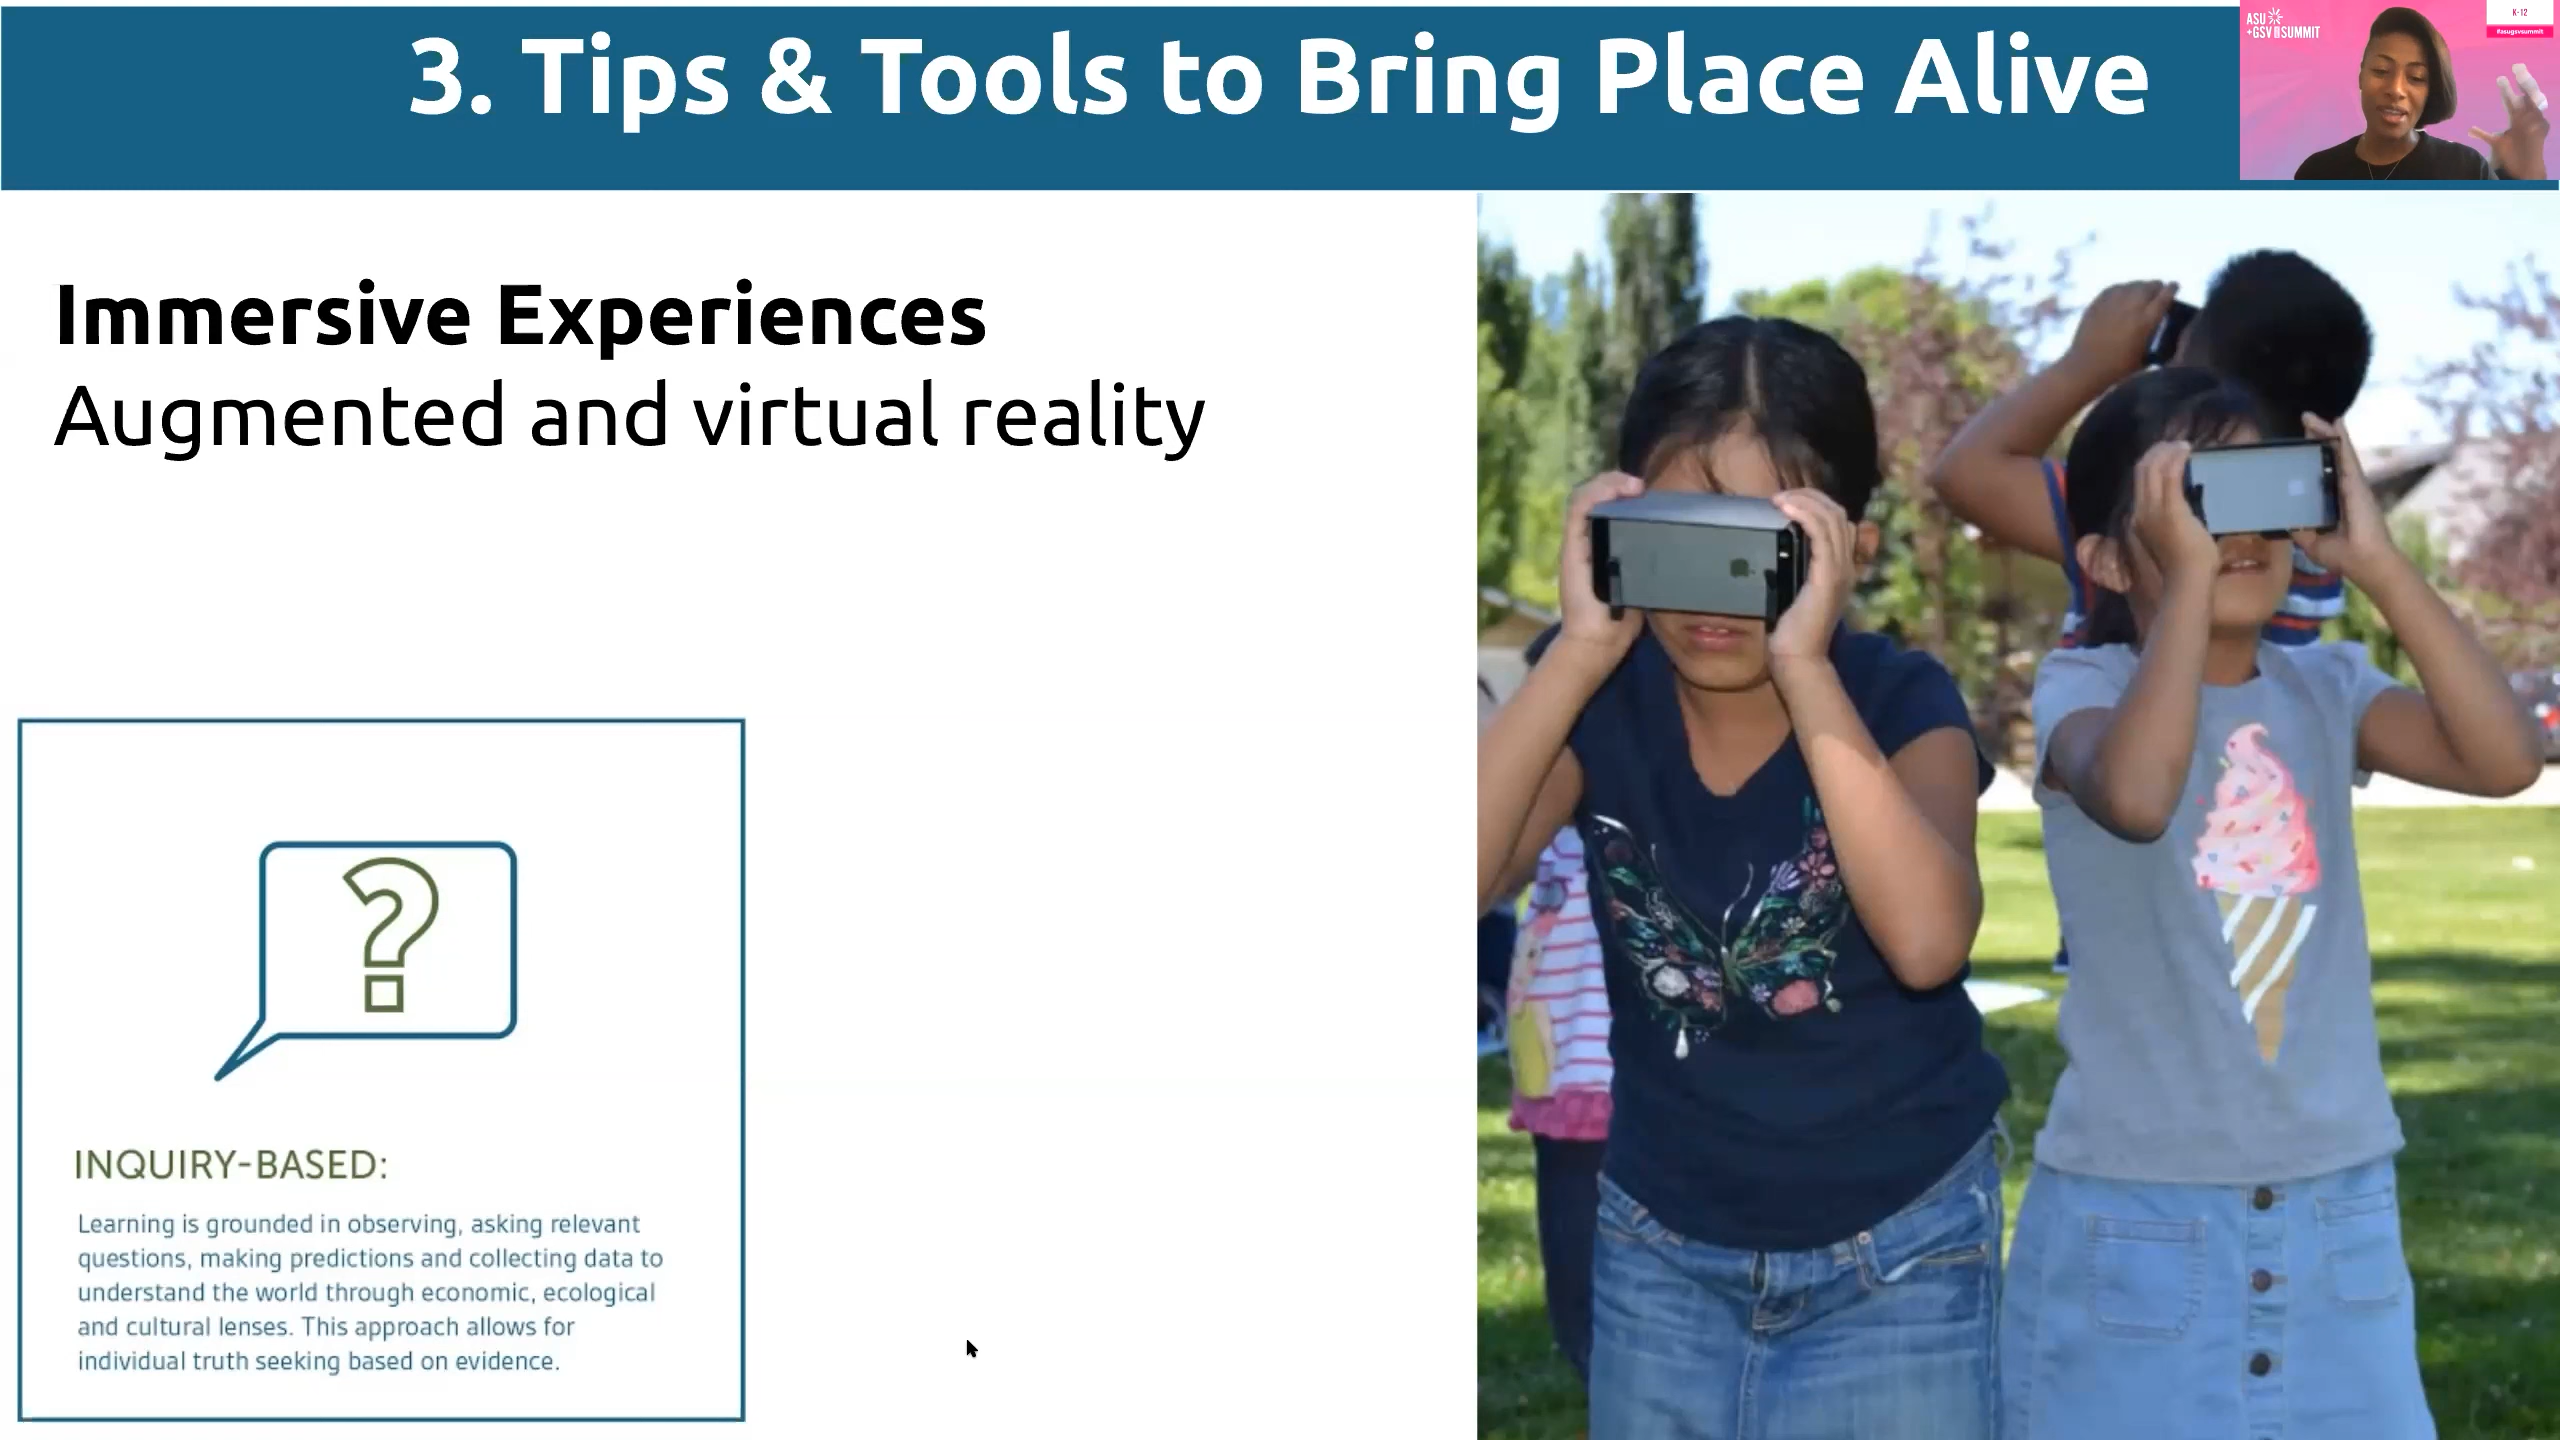 3. Tips & Tools to Bring Place Alive
ASU
+GSV SUMMIT
K-12
#asugsvsummit
Immersive Experiences
Augmented and virtual reality
?
INQUIRY-BASED:
Learning is grounded in observing, asking relevant
questions, making predictions and collecting data to
understand the world through economic, ecological
and cultural lenses. This approach allows for
individual truth seeking based on evidence.